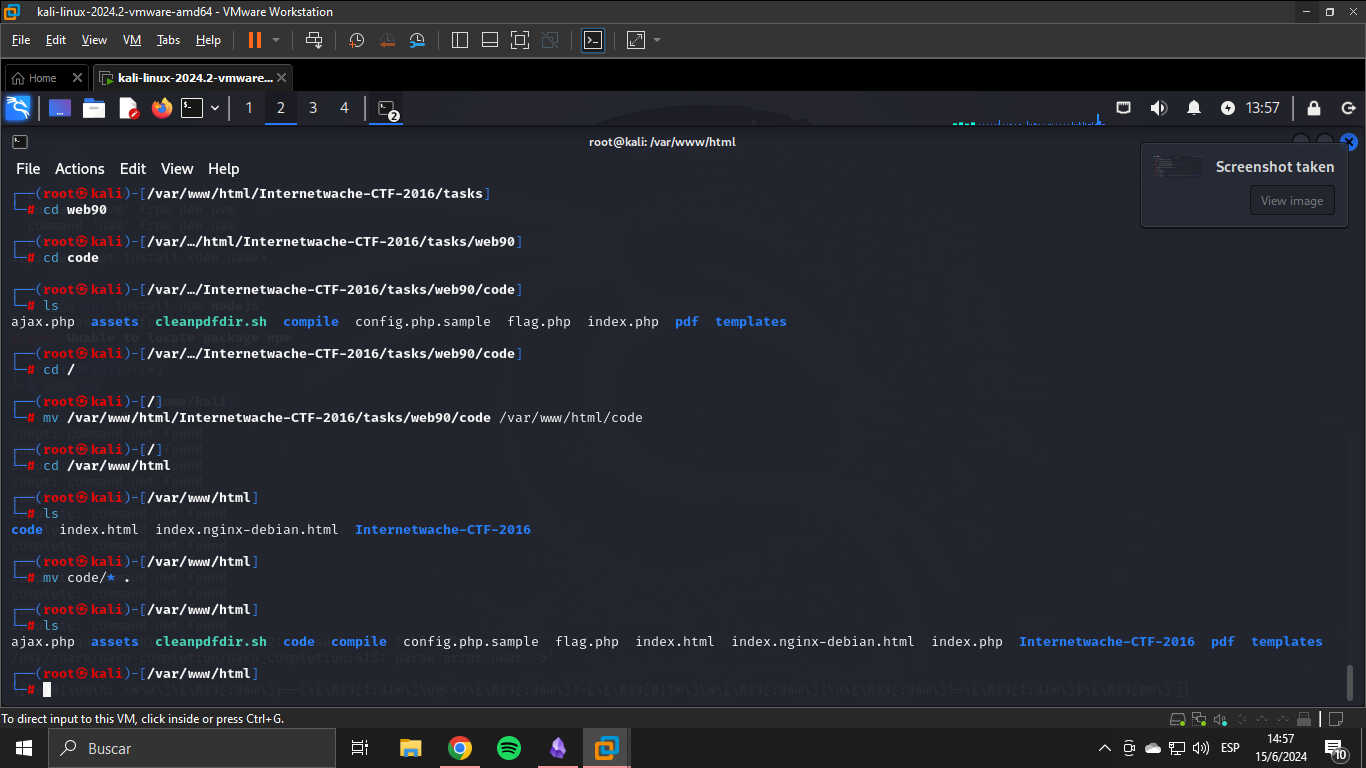 kali-linux-2024.2-vmware-amd64 - VMware Workstation
File Edit View VM Tabs Help
Home kali-linux-2024.2-vmware...
1 2 3 4 2 13:57
root@kali: /var/www/html
File Actions Edit View Help
Screenshot taken
View image
┌──(root㉿kali)-[/var/www/html/Internetwache-CTF-2016/tasks]
└─# cd web90
┌──(root㉿kali)-[/var/…/html/Internetwache-CTF-2016/tasks/web90]
└─# cd code
┌──(root㉿kali)-[/var/…/Internetwache-CTF-2016/tasks/web90/code]
└─# ls
ajax.php assets cleanpdfdir.sh compile config.php.sample flag.php index.php pdf templates
┌──(root㉿kali)-[/var/…/Internetwache-CTF-2016/tasks/web90/code]
└─# cd /
┌──(root㉿kali)-[/]
└─# mv /var/www/html/Internetwache-CTF-2016/tasks/web90/code /var/www/html/code
┌──(root㉿kali)-[/]
└─# cd /var/www/html
┌──(root㉿kali)-[/var/www/html]
└─# ls
code index.html index.nginx-debian.html Internetwache-CTF-2016
┌──(root㉿kali)-[/var/www/html]
└─# mv code/* .
┌──(root㉿kali)-[/var/www/html]
└─# ls
ajax.php assets cleanpdfdir.sh code compile config.php.sample flag.php index.html index.nginx-debian.html index.php Internetwache-CTF-2016 pdf templates
┌──(root㉿kali)-[/var/www/html]
└─#
To direct input to this VM, click inside or press Ctrl+G.
Buscar
ESP
14:57
15/6/2024
10